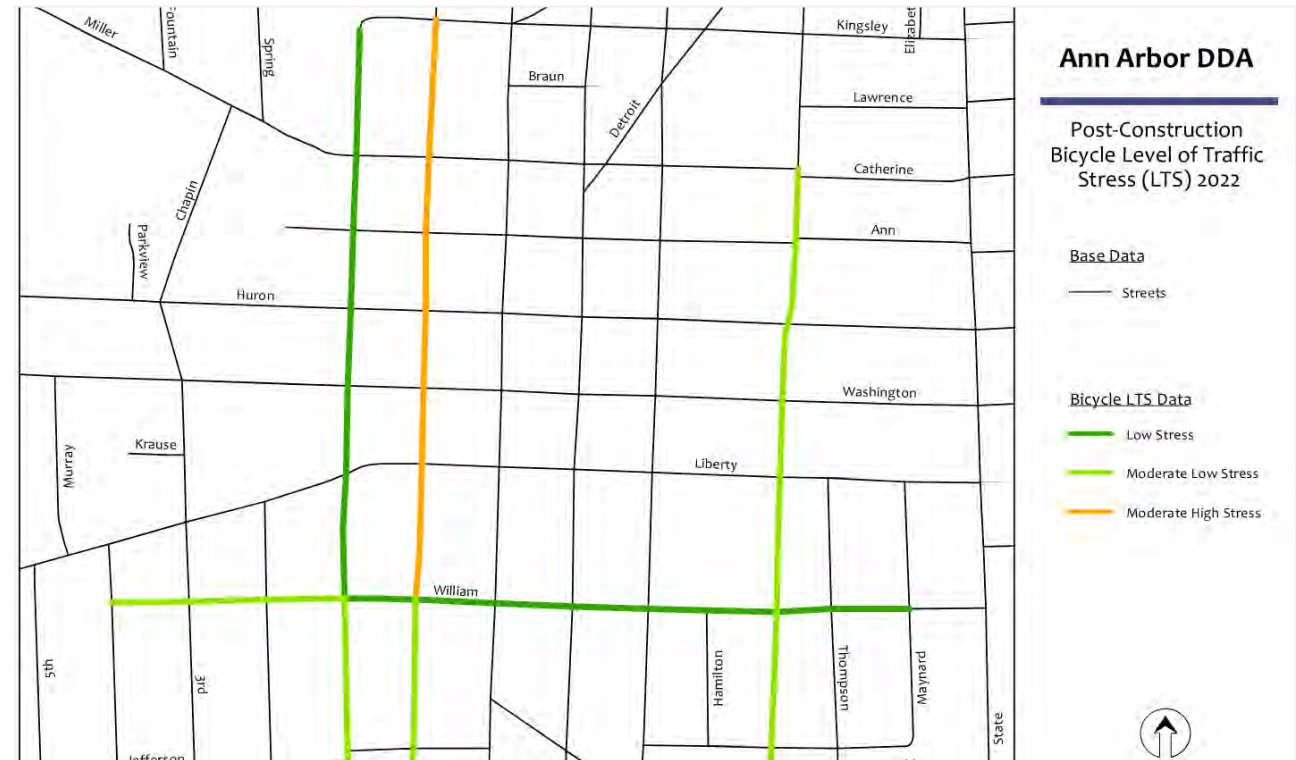 Miller
Spring
Kingsley
Braun
Detroit
Lawrence
Catherine
Chapin
Parkview
Ann
Huron
Washington
Murray
Krause
Liberty
William
5th
3rd
Hamilton
Thompson
Maynard
State
Ann Arbor DDA
Post-Construction
Bicycle Level of Traffic
Stress (LTS) 2022
Base Data
Streets
Bicycle LTS Data
Low Stress
Moderate Low Stress
Moderate High Stress